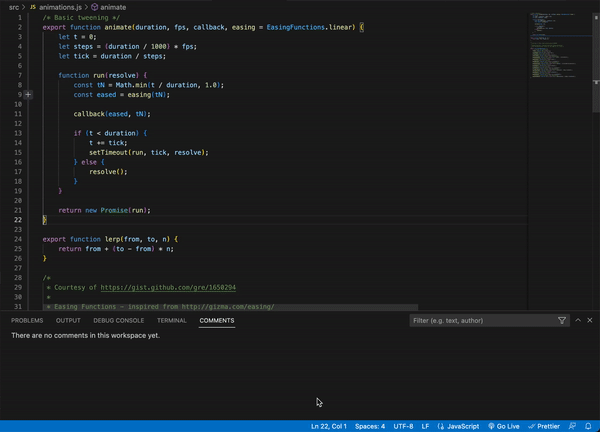 src > JS animations.js > animate
1 /* Basic tweening */
2 export function animate(duration, fps, callback, easing = EasingFunctions.linear) {
3 let t = 0;
4 let steps = (duration / 1000) * fps;
5 let tick = duration / steps;
6
7 function run(resolve) {
8 const tN = Math.min(t / duration, 1.0);
9 const eased = easing(tN);
10
11 callback(eased, tN);
12
13 if (t < duration) {
14 t += tick;
15 setTimeout(run, tick, resolve);
16 } else {
17 resolve();
18 }
19 }
20
21 return new Promise(run);
22 }
23
24 export function lerp(from, to, n) {
25 return from + (to - from) * n;
26 }
27
28 /*
29 * Courtesy of https://gist.github.com/gre/1650294
30 *
31 * Easing Functions - inspired from http://gizma.com/easing/
PROBLEMS OUTPUT DEBUG CONSOLE TERMINAL COMMENTS Filter (e.g. text, author)
There are no comments in this workspace yet.
Ln 22, Col 1 Spaces: 4 UTF-8 LF JavaScript Go Live Prettier